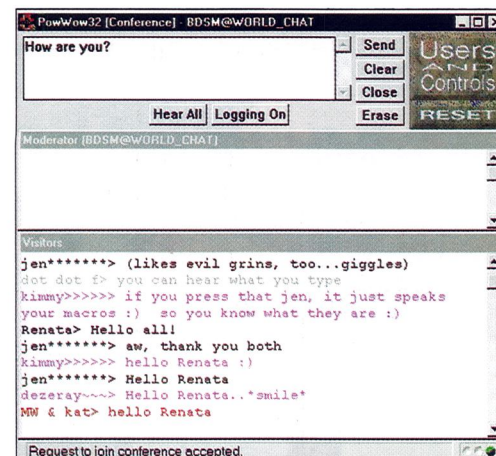 PowWow32 [Conference] - BDSM@WORLD_CHAT
How are you?
Send
Clear
Close
Erase
Users
AND
Controls
RESET
Hear All
Logging On
Moderator [BDSM@WORLD_CHAT]
Visitors
jen*******> (likes evil grins, too...giggles)
dot dot f> you can hear what you type
kimmy>>>>>> if you press that jen, it just speaks
your macros :)  so you know what they are :)
Renata> Hello all!
jen*******> aw, thank you both
kimmy>>>>>> hello Renata :)
jen*******> Hello Renata
dezeray~~~> Hello Renata..*smile*
MW & kat> hello Renata
Request to join conference accepted.